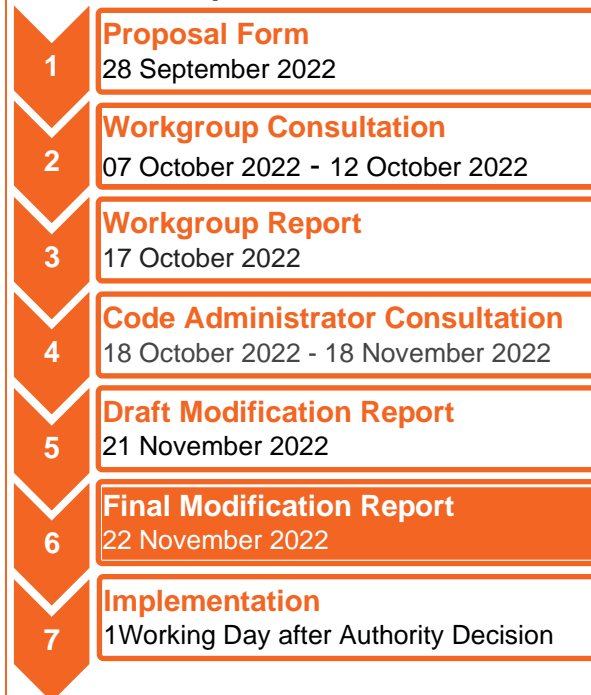 1
Proposal Form
28 September 2022
2
Workgroup Consultation
07 October 2022 - 12 October 2022
3
Workgroup Report
17 October 2022
4
Code Administrator Consultation
18 October 2022 - 18 November 2022
5
Draft Modification Report
21 November 2022
6
Final Modification Report
22 November 2022
7
Implementation
1Working Day after Authority Decision